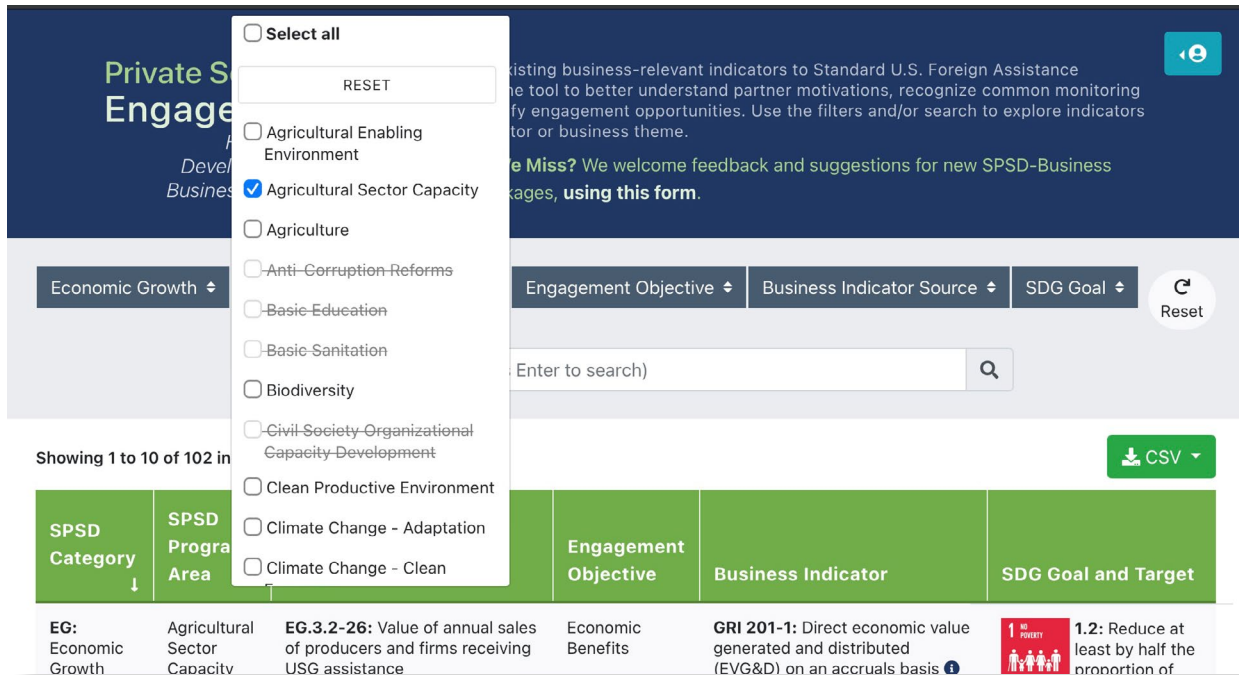 Select all
RESET
Agricultural Enabling
Environment
Agricultural Sector Capacity
Agriculture
Anti-Corruption Reforms
Basic Education
Basic Sanitation
Biodiversity
Civil Society Organizational
Capacity Development
Clean Productive Environment
Climate Change - Adaptation
Climate Change - Clean
Private S
Engage
Devel
Busines
isting business-relevant indicators to Standard U.S. Foreign Assistance
e tool to better understand partner motivations, recognize common monitoring
fy engagement opportunities. Use the filters and/or search to explore indicators
tor or business theme.
e Miss? We welcome feedback and suggestions for new SPSD-Business
kages, using this form.
Economic Growth
Engagement Objective
Business Indicator Source
SDG Goal
Reset
Enter to search)
Showing 1 to 10 of 102 in
CSV
SPSD
Category
SPSD
Progra
Area
Engagement
Objective
Business Indicator
SDG Goal and Target
EG:
Economic
Growth
Agricultural
Sector
Capacity
EG.3.2-26: Value of annual sales
of producers and firms receiving
USG assistance
Economic
Benefits
GRI 201-1: Direct economic value
generated and distributed
(EVG&D) on an accruals basis
1 NO
POVERTY
1.2: Reduce at
least by half the
proportion of